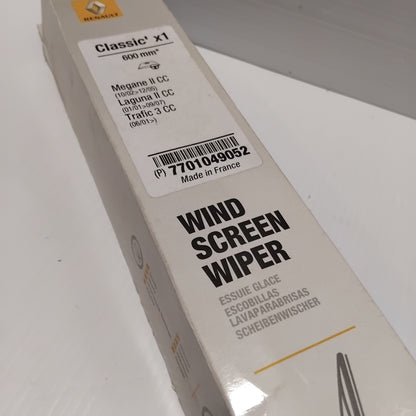 RENAULT
Classic' x1
600 mm*
Megane II CC
(10/02>12/05)
Laguna II CC
(01/01>09/07)
Trafic 3 CC
(06/01>)
(P) 7701049052
Made in France
WIND
SCREEN
WIPER
ESSUIE GLACE
ESCOBILLAS
LAVAPARABRISAS
SCHEIBENWISCHER